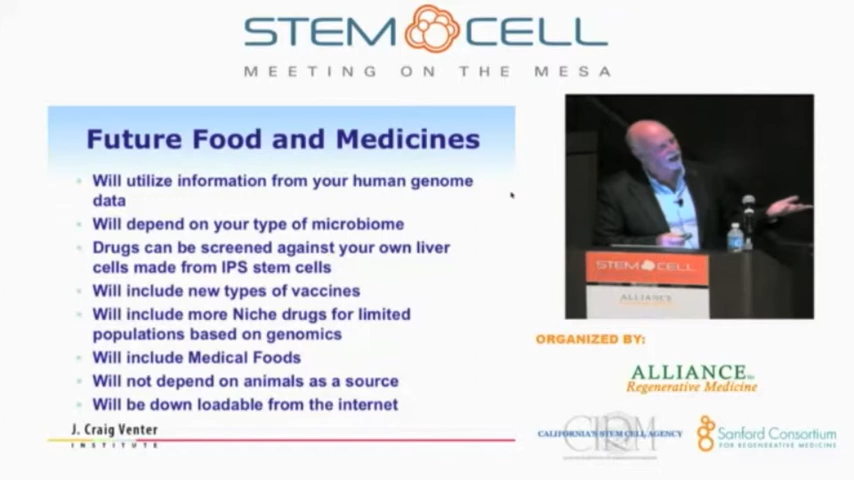 STEM CELL
MEETING ON THE MESA
Future Food and Medicines
Will utilize information from your human genome
data
Will depend on your type of microbiome
Drugs can be screened against your own liver
cells made from IPS stem cells
Will include new types of vaccines
Will include more Niche drugs for limited
populations based on genomics
Will include Medical Foods
Will not depend on animals as a source
Will be down loadable from the internet
J. Craig Venter
INSTITUTE
STEM CELL
ALLIANCE
ORGANIZED BY:
ALLIANCE for
Regenerative Medicine
CIRM
CALIFORNIA'S STEM CELL AGENCY
Sanford Consortium
FOR REGENERATIVE MEDICINE